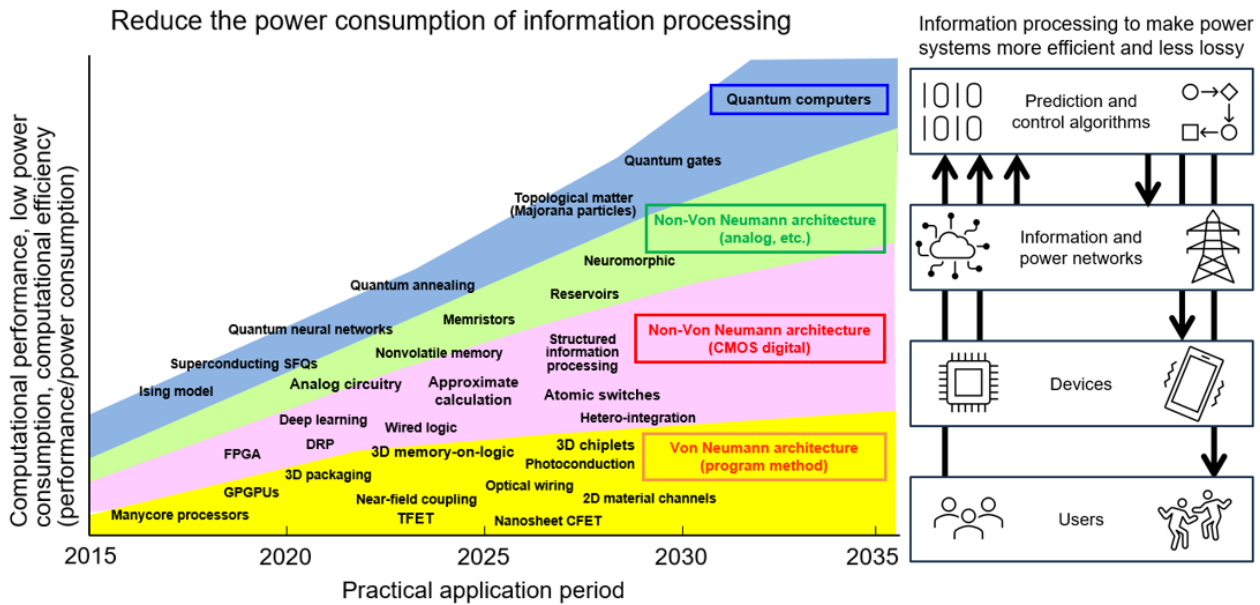 Reduce the power consumption of information processing
Computational performance, low power
consumption, computational efficiency
(performance/power consumption)
Quantum computers
Quantum gates
Topological matter
(Majorana particles)
Non-Von Neumann architecture
(analog, etc.)
Neuromorphic
Quantum annealing
Reservoirs
Memristors
Quantum neural networks
Non-Von Neumann architecture
(CMOS digital)
Structured
information
processing
Nonvolatile memory
Superconducting SFQs
Ising model
Analog circuitry
Approximate
calculation
Atomic switches
Deep learning
Wired logic
Hetero-integration
DRP
FPGA
3D memory-on-logic
3D chiplets
Von Neumann architecture
(program method)
Photoconduction
3D packaging
GPGPUs
Optical wiring
Near-field coupling
2D material channels
Manycore processors
TFET
Nanosheet CFET
2015 2020 2025 2030 2035
Practical application period
Information processing to make power
systems more efficient and less lossy
|0|0
|0|0
Prediction and
control algorithms
Information and
power networks
Devices
Users